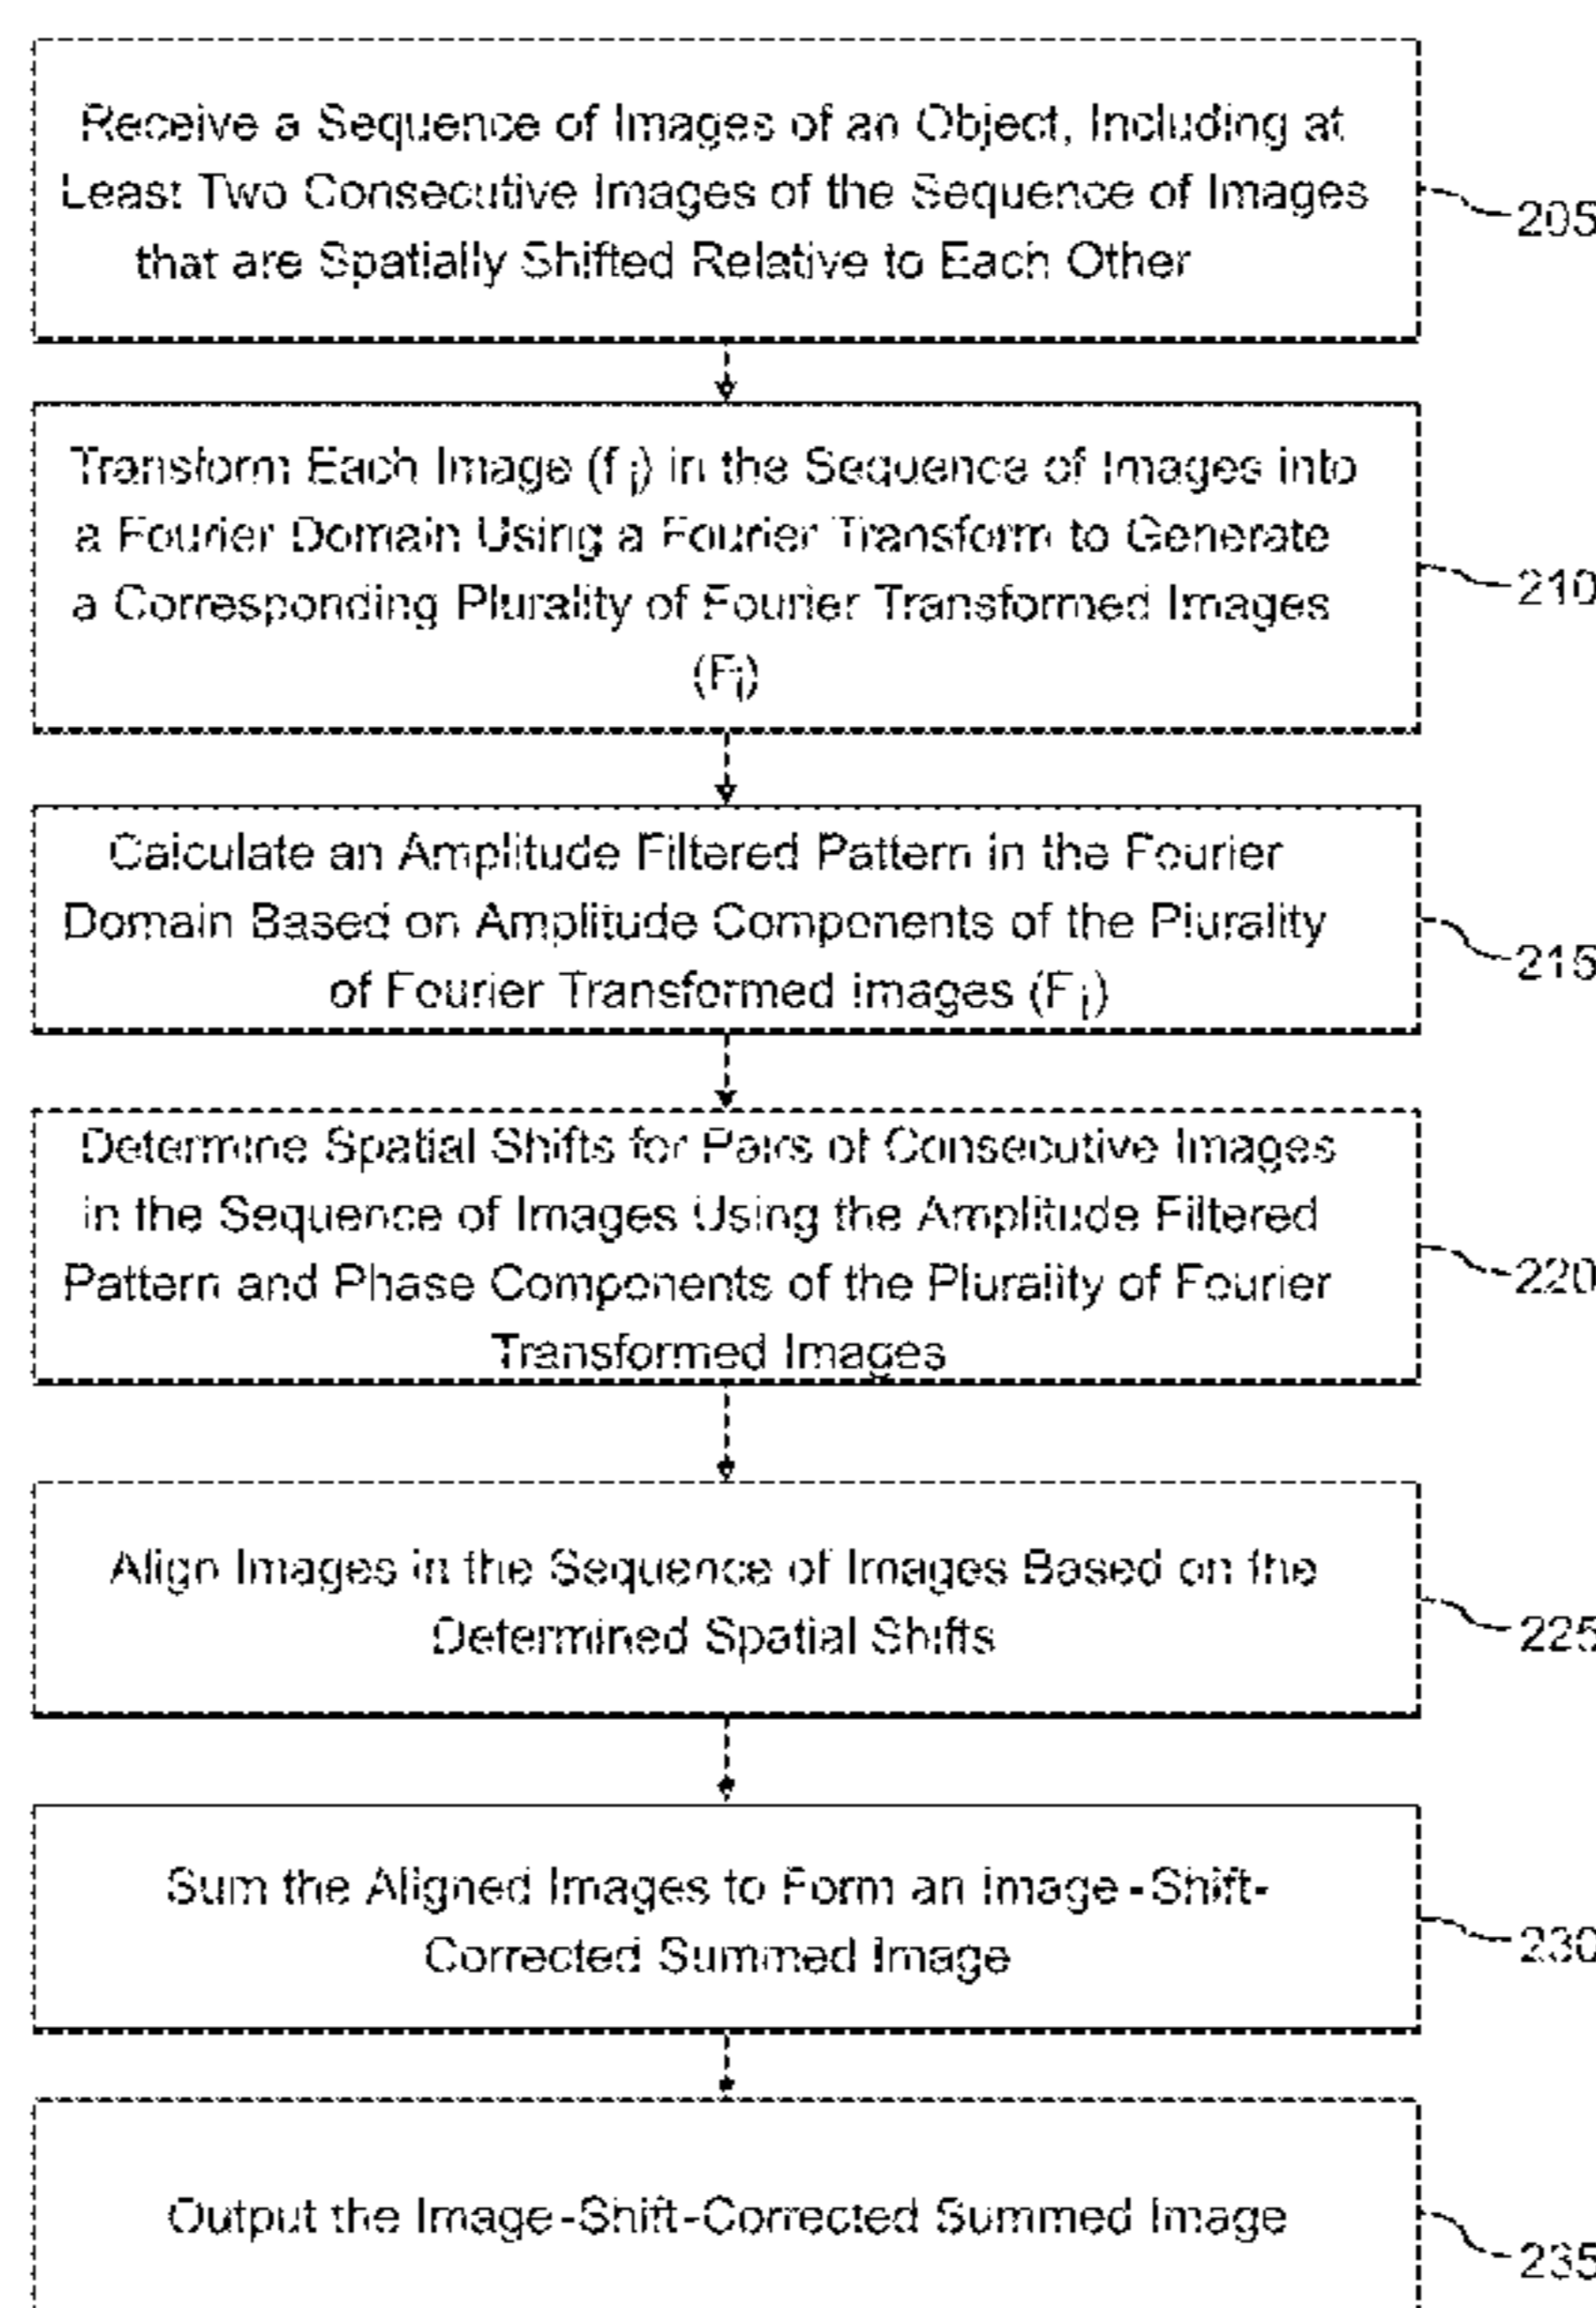 Receive a Sequence of Images of an Object, Including at
Least Two Consecutive Images of the Sequence of Images
that are Spatially Shifted Relative to Each Other
205
Transform Each Image (f i) in the Sequence of Images into
a Fourier Domain Using a Fourier Transform to Generate
a Corresponding Plurality of Fourier Transformed Images
(Fi)
210
Calculate an Amplitude Filtered Pattern in the Fourier
Domain Based on Amplitude Components of the Plurality
of Fourier Transformed Images (F i)
215
Determine Spatial Shifts for Pairs of Consecutive Images
in the Sequence of Images Using the Amplitude Filtered
Pattern and Phase Components of the Plurality of Fourier
Transformed Images
220
Align Images in the Sequence of Images Based on the
Determined Spatial Shifts
225
Sum the Aligned Images to Form an Image-Shift-
Corrected Summed Image
230
Output the Image-Shift-Corrected Summed Image
235